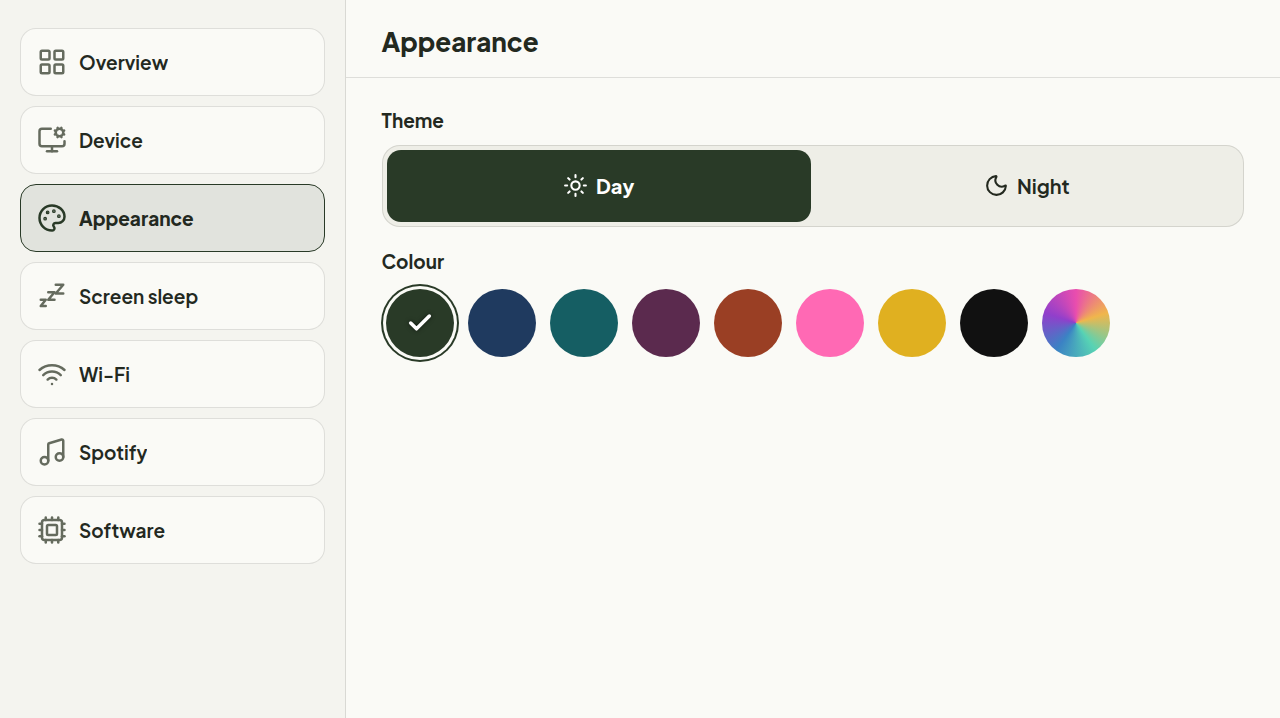 Overview
Device
Appearance
Screen sleep
Wi-Fi
Spotify
Software
Appearance
Theme
Day
Night
Colour